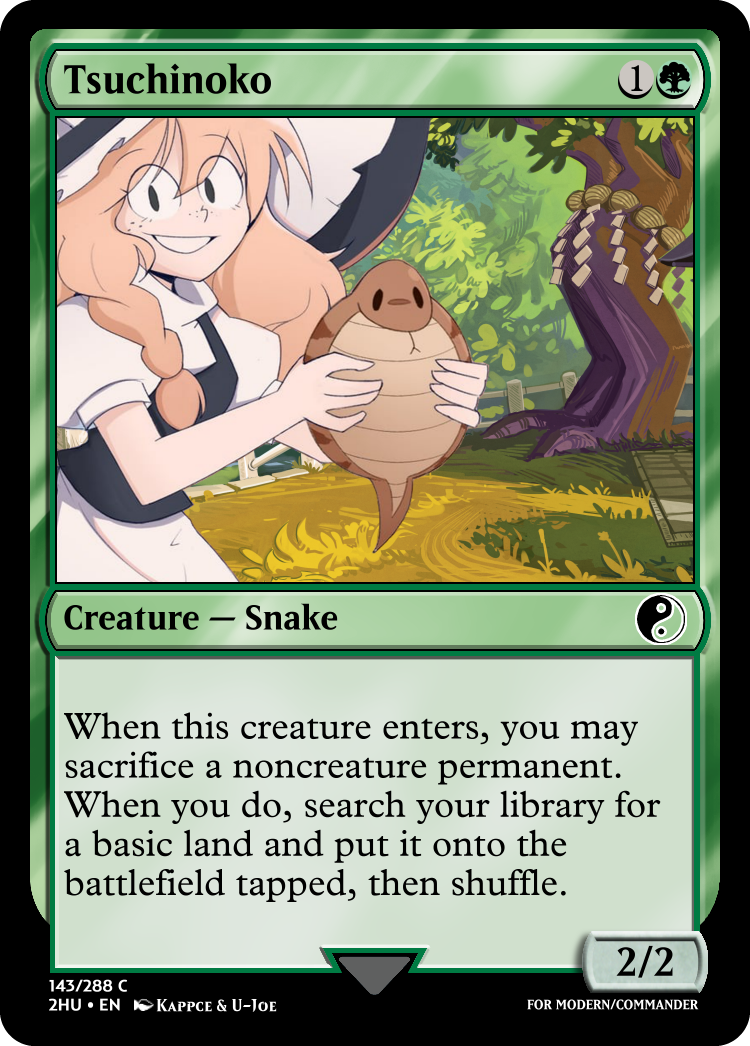 Tsuchinoko 1
Creature — Snake
When this creature enters, you may
sacrifice a noncreature permanent.
When you do, search your library for
a basic land and put it onto the
battlefield tapped, then shuffle.
2/2
143/288 C
2HU • EN Kappce & U-Joe
FOR MODERN/COMMANDER